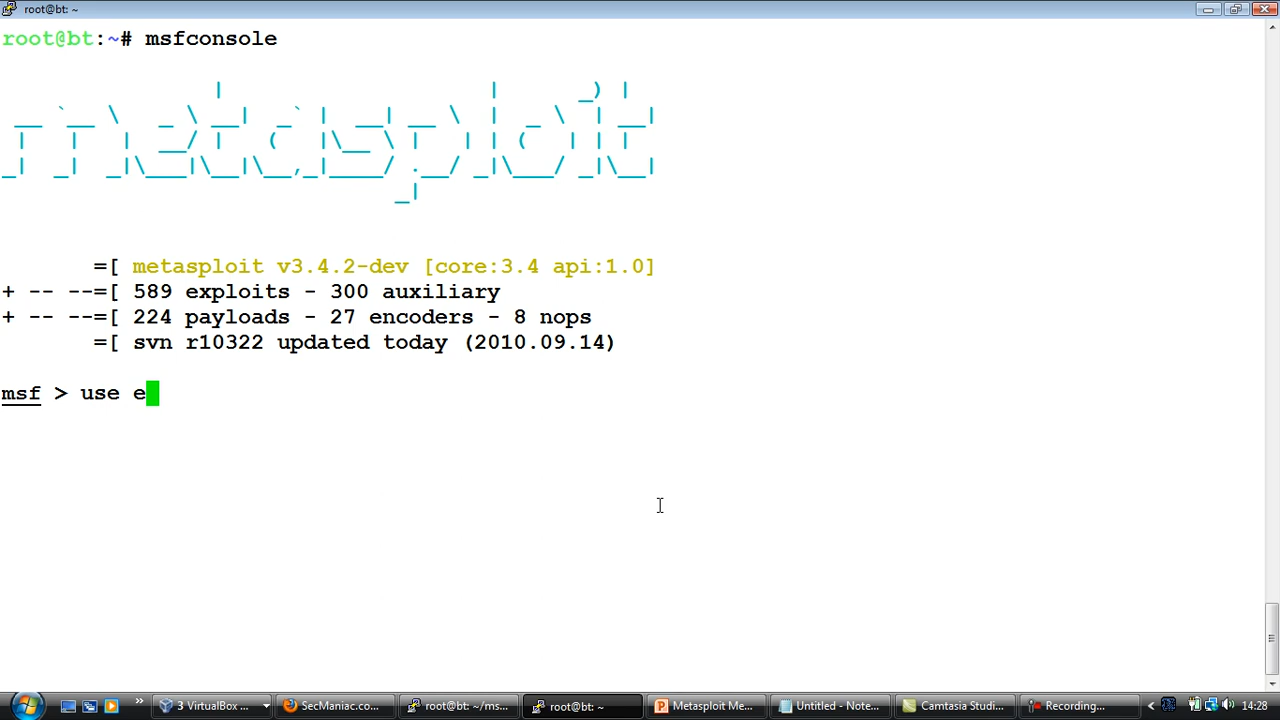 root@bt: ~
root@bt:~# msfconsole
metasploit
=[ metasploit v3.4.2-dev [core:3.4 api:1.0]
+ -- --=[ 589 exploits - 300 auxiliary
+ -- --=[ 224 payloads - 27 encoders - 8 nops
=[ svn r10322 updated today (2010.09.14)
msf > use e
3 VirtualBox ... SecManiac.co... root@bt: ~/ms... root@bt: ~ Metasploit Me... Untitled - Note... Camtasia Studi... Recording... 14:28